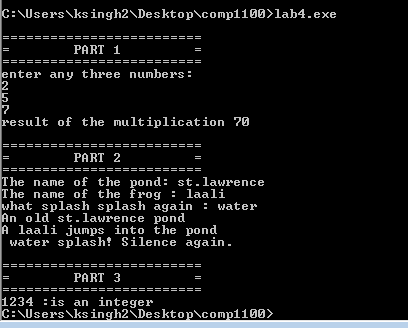 C:\Users\ksingh2\Desktop\comp1100>lab4.exe
=========================
=        PART 1         =
=========================
enter any three numbers:
2
5
7
result of the multiplication 70
=========================
=        PART 2         =
=========================
The name of the pond: st.lawrence
The name of the frog : laali
what splash splash again : water
An old st.lawrence pond
A laali jumps into the pond
 water splash! Silence again.
=========================
=        PART 3         =
=========================
1234 :is an integer
C:\Users\ksingh2\Desktop\comp1100>